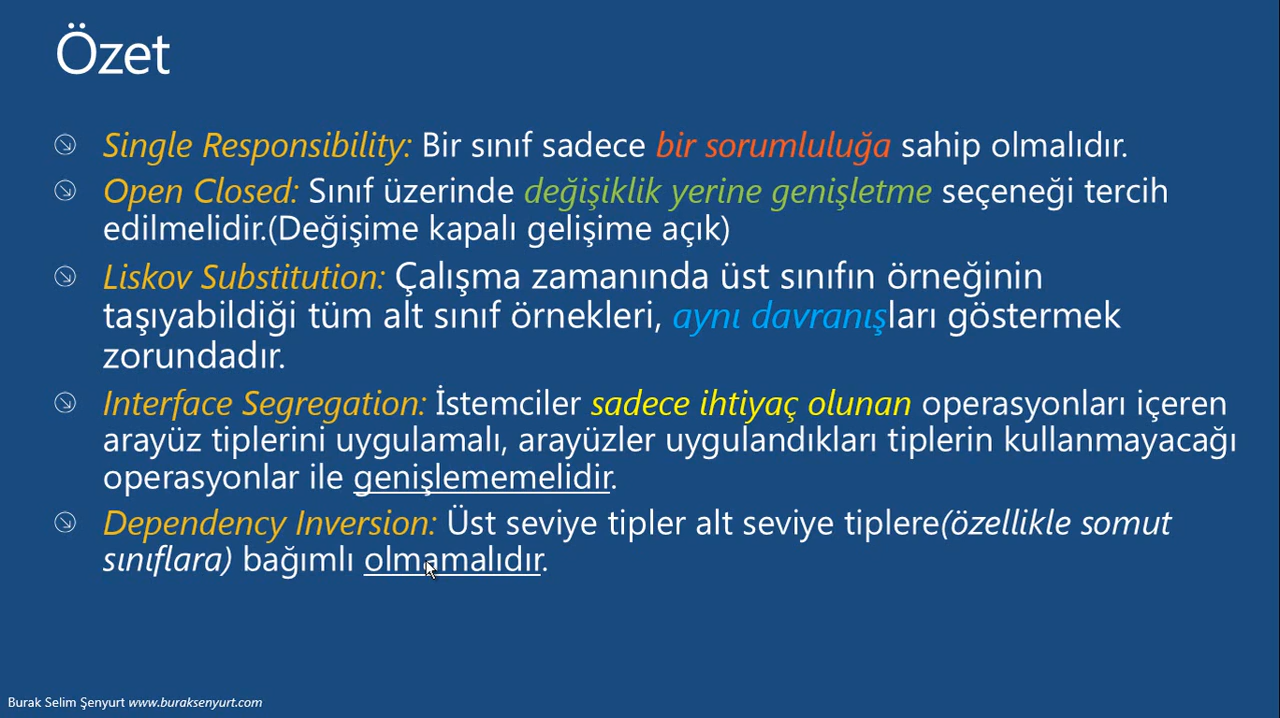 Özet
Single Responsibility: Bir sınıf sadece bir sorumluluğa sahip olmalıdır.
Open Closed: Sınıf üzerinde değişiklik yerine genişletme seçeneği tercih
edilmelidir.(Değişime kapalı gelişime açık)
Liskov Substitution: Çalışma zamanında üst sınıfın örneğinin
taşıyabildiği tüm alt sınıf örnekleri, aynı davranışları göstermek
zorundadır.
Interface Segregation: İstemciler sadece ihtiyaç olunan operasyonları içeren
arayüz tiplerini uygulamalı, arayüzler uygulandıkları tiplerin kullanmayacağı
operasyonlar ile genişlememelidir.
Dependency Inversion: Üst seviye tipler alt seviye tiplere(özellikle somut
sınıflara) bağımlı olmamalıdır.
Burak Selim Şenyurt www.buraksenyurt.com